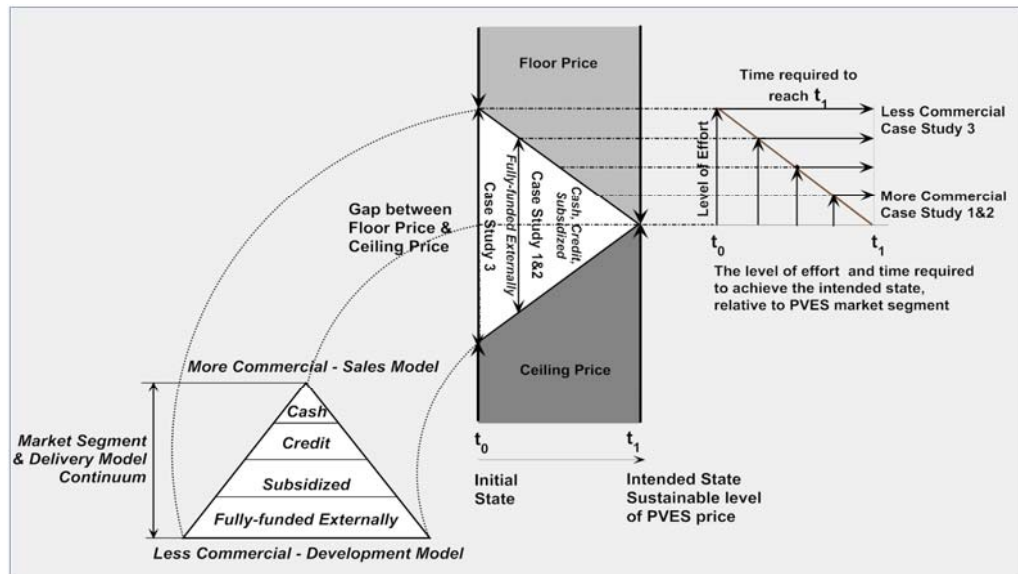 Floor Price
Time required to
reach t1
Less Commercial
Case Study 3
Level of Effort
More Commercial
Case Study 1&2
t0
t1
The level of effort and time required
to achieve the intended state,
relative to PVES market segment
Gap between
Floor Price &
Ceiling Price
Case Study 3
Fully-funded Externally
Case Study 1&2
Cash, Credit,
Subsidized
Ceiling Price
t0
t1
Initial
State
Intended State
Sustainable level
of PVES price
More Commercial - Sales Model
Cash
Credit
Subsidized
Fully-funded Externally
Less Commercial - Development Model
Market Segment
& Delivery Model
Continuum